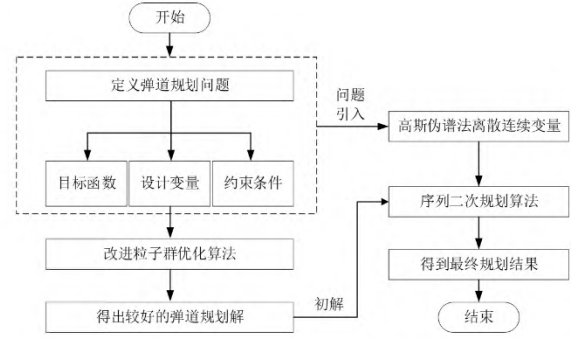 开始
定义弹道规划问题
目标函数
设计变量
约束条件
改进粒子群优化算法
得出较好的弹道规划解
问题
引入
初解
高斯伪谱法离散连续变量
序列二次规划算法
得到最终规划结果
结束